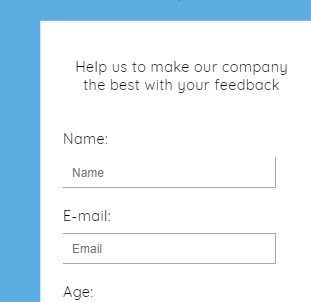 Help us to make our company
the best with your feedback
Name:
Name
E-mail:
Email
Age: